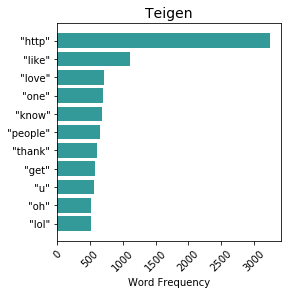 Teigen
"http"
"like"
"love"
"one"
"know"
"people"
"thank"
"get"
"u"
"oh"
"lol"
0 500 1000 1500 2000 2500 3000
Word Frequency